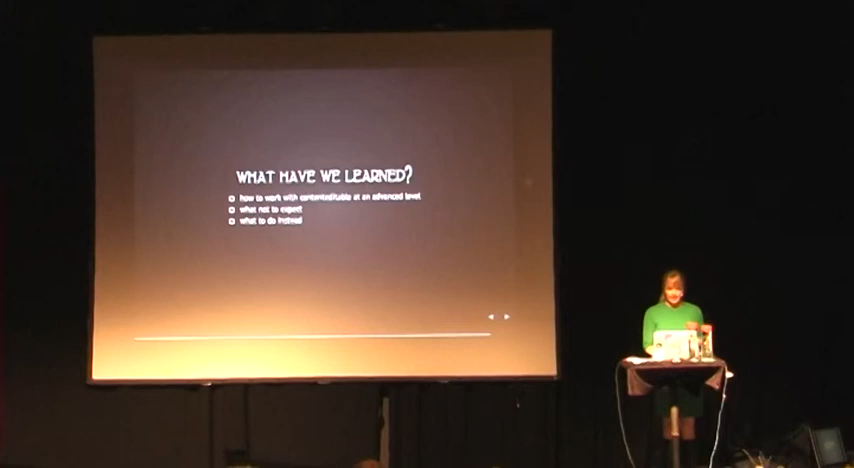 WHAT HAVE WE LEARNED?
how to work with contenteditable at an advanced level
what not to expect
what to do instead